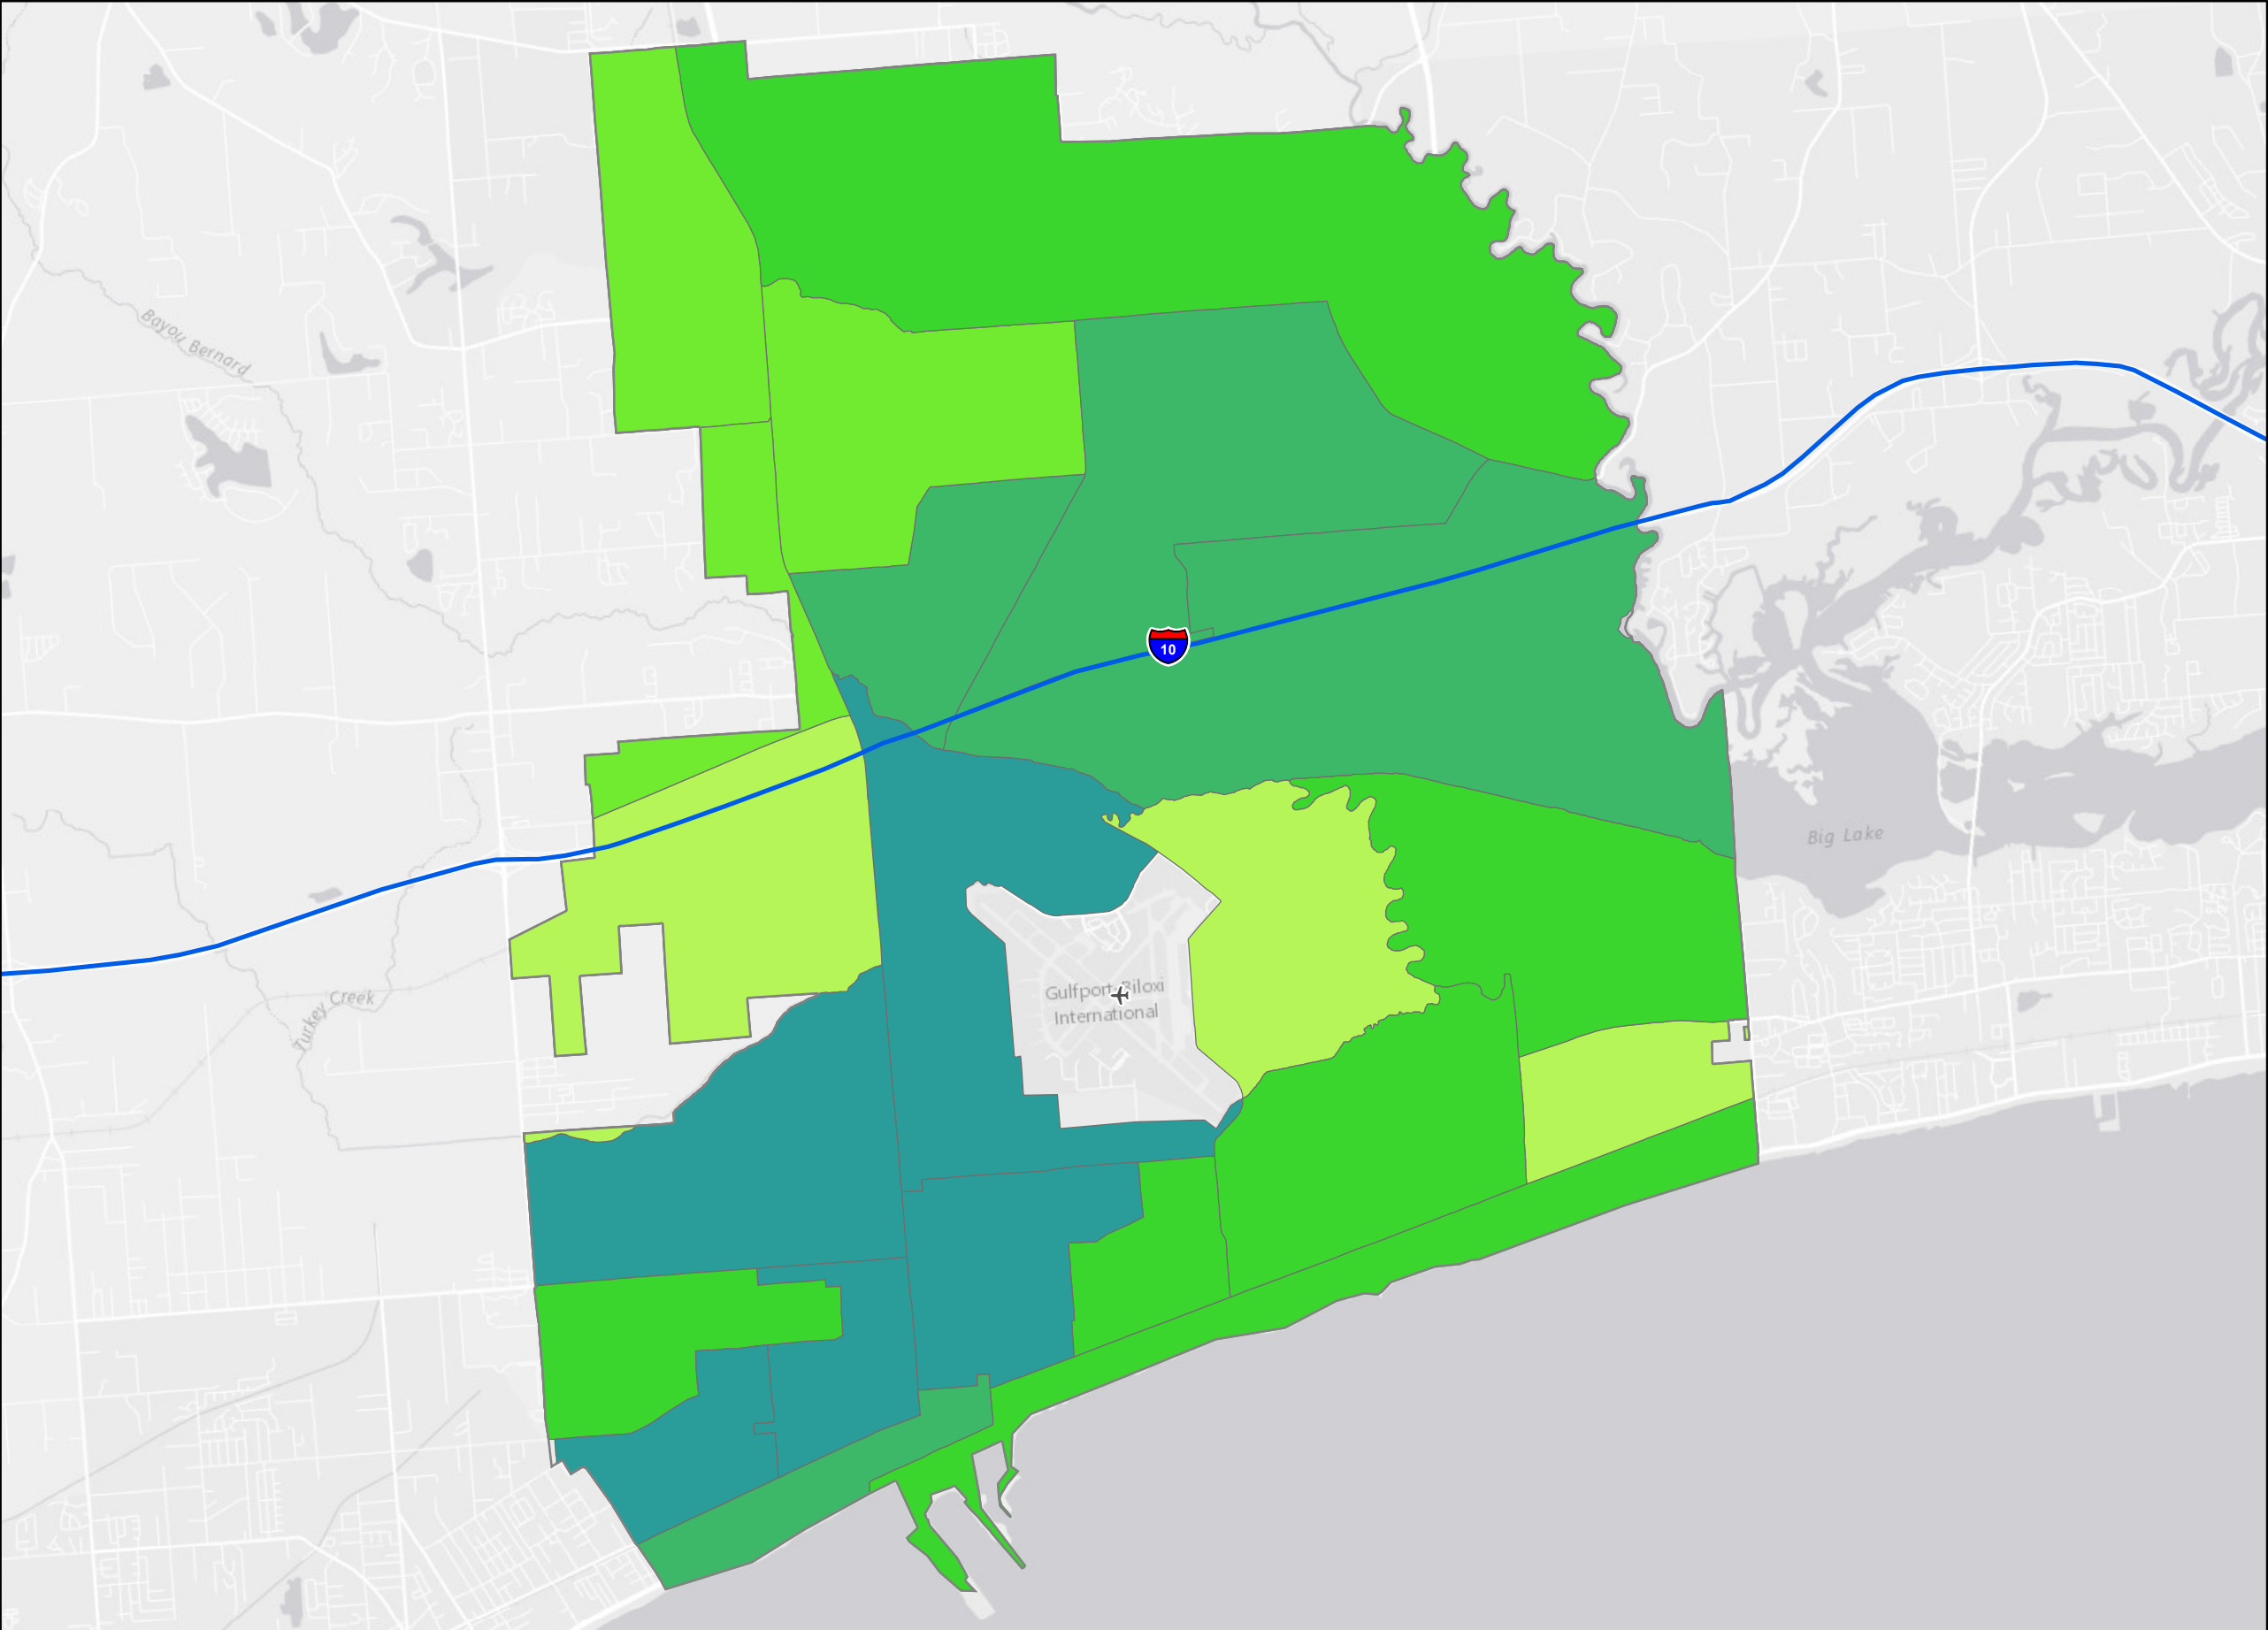 Bayou Bernard
10
Big Lake
Gulfport-Biloxi
International
Turkey Creek